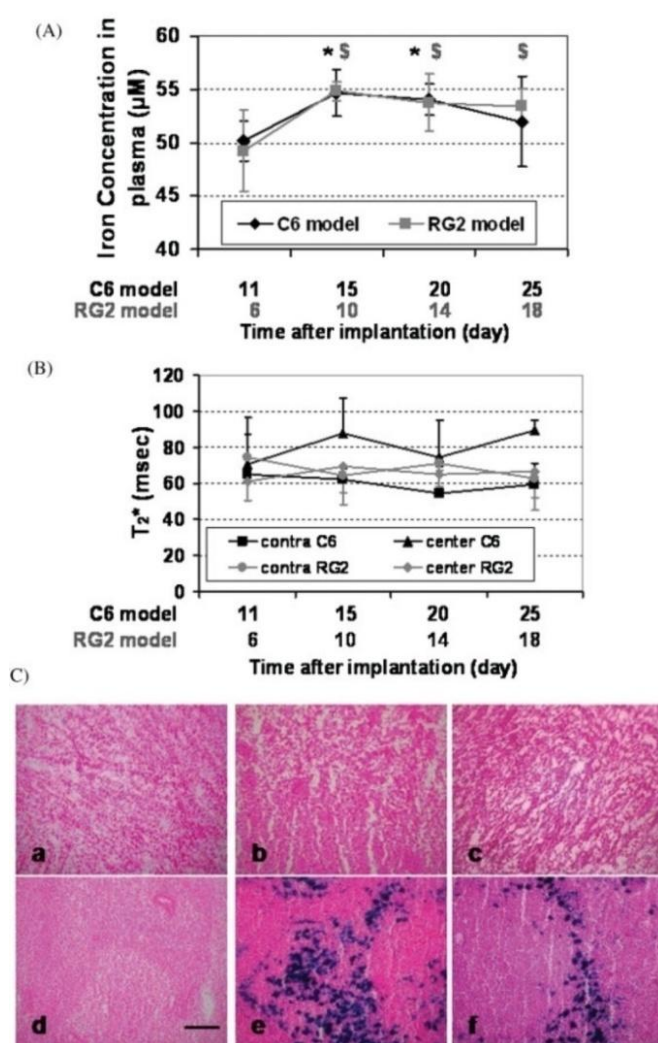 (A)
* $ * $ $
60
55
50
45
40
Iron Concentration in
plasma (µM)
C6 model RG2 model
C6 model 11 15 20 25
RG2 model 6 10 14 18
Time after implantation (day)
(B)
120
100
80
60
40
20
0
T2* (msec)
contra C6 center C6
contra RG2 center RG2
C6 model 11 15 20 25
RG2 model 6 10 14 18
Time after implantation (day)
C)
a b c
d e f